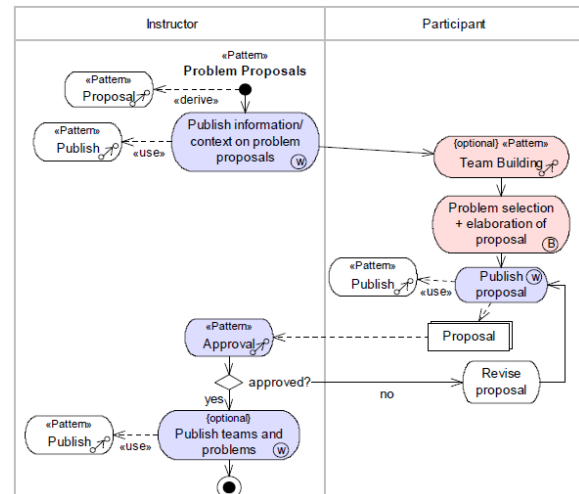 Instructor
Participant
«Pattern»
Problem Proposals
«Pattern»
Proposal
«derive»
Publish information/
context on problem
proposals
W
«Pattern»
Publish
«use»
{optional} «Pattern»
Team Building
Problem selection
+ elaboration of
proposal
B
Publish
proposal
W
«Pattern»
Publish
«use»
Proposal
«Pattern»
Approval
approved?
no
Revise
proposal
yes
{optional}
Publish teams and
problems
W
«Pattern»
Publish
«use»